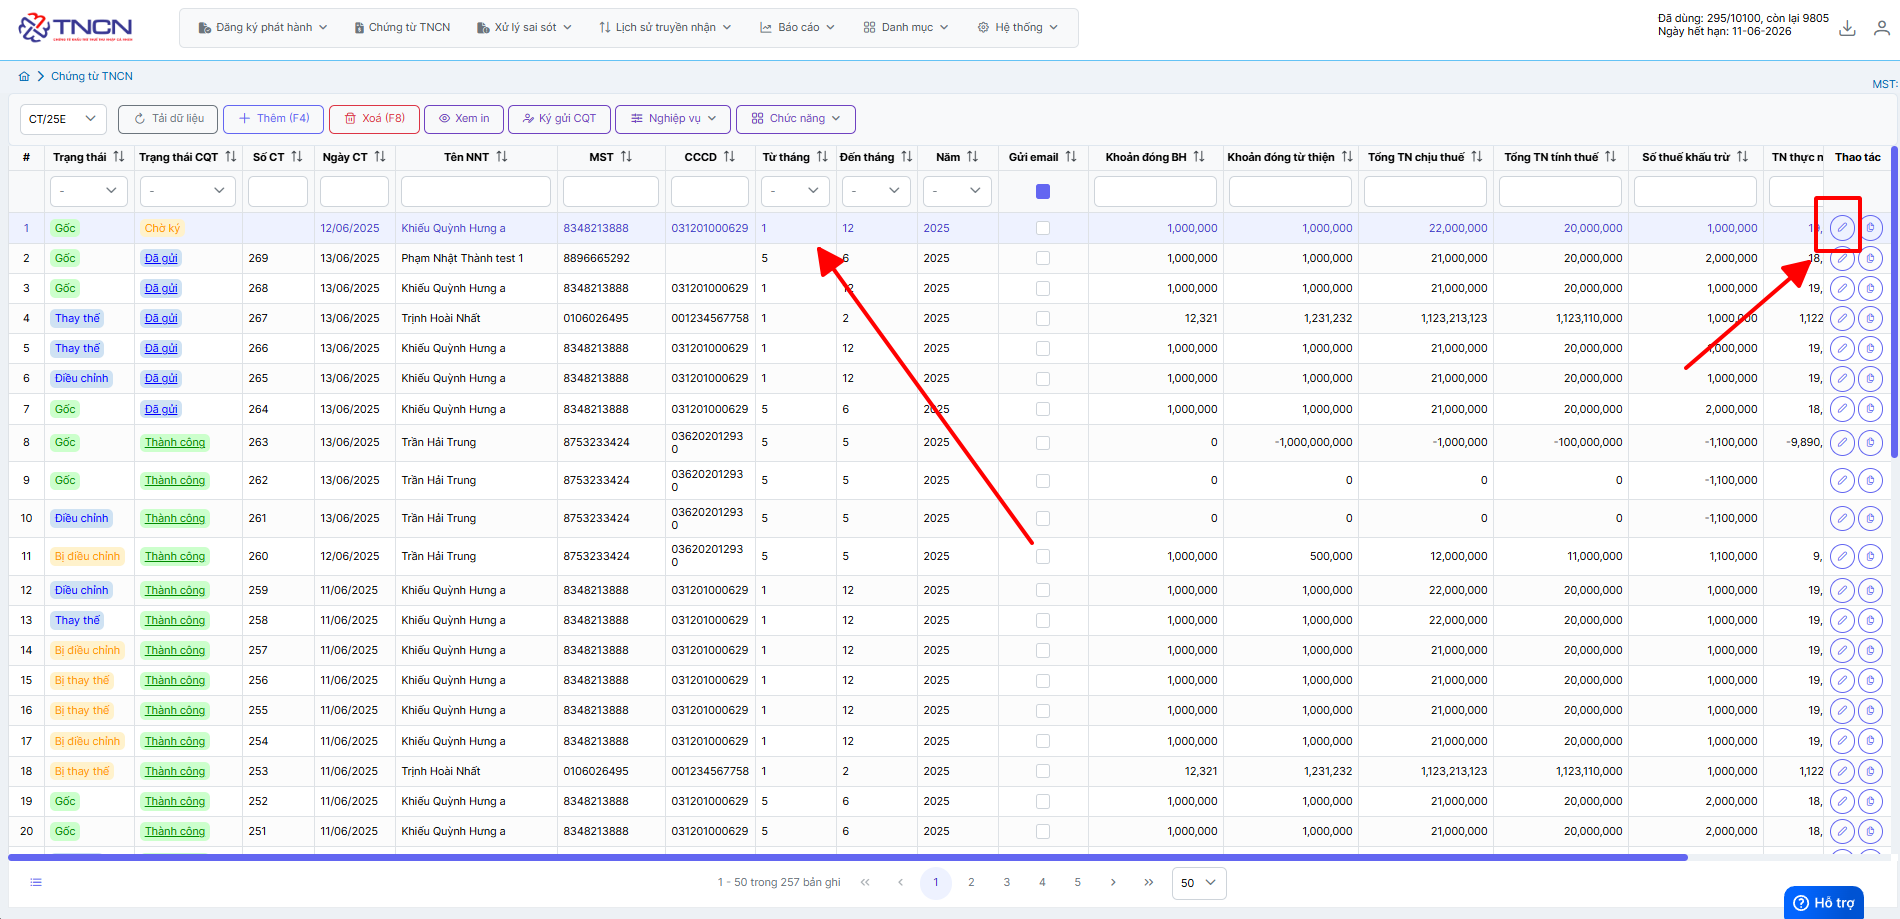 TNCN
Đăng ký phát hành
Chứng từ TNCN
Xử lý sai sót
Lịch sử truyền nhận
Báo cáo
Danh mục
Hệ thống
Đã dùng: 295/10100, còn lại 9805
Ngày hết hạn: 11-06-2026
Chứng từ TNCN
MST:
CT/25E
Tải dữ liệu
Thêm (F4)
Xoá (F8)
Xem in
Ký gửi CQT
Nghiệp vụ
Chức năng
# Trạng thái Trạng thái CQT Số CT Ngày CT Tên NNT MST CCCD Từ tháng Đến tháng Năm Gửi email Khoản đóng BH Khoản đóng từ thiện Tổng TN chịu thuế Tổng TN tính thuế Số thuế khấu trừ TN thực n Thao tác
- - - - -
1 Gốc Chờ ký 12/06/2025 Khiếu Quỳnh Hưng a 8348213888 031201000629 1 12 2025 1,000,000 1,000,000 22,000,000 20,000,000 1,000,000 19,
2 Gốc Đã gửi 269 13/06/2025 Phạm Nhật Thành test 1 8896665292 5 6 2025 1,000,000 1,000,000 21,000,000 20,000,000 2,000,000 18,
3 Gốc Đã gửi 268 13/06/2025 Khiếu Quỳnh Hưng a 8348213888 031201000629 1 12 2025 1,000,000 1,000,000 21,000,000 20,000,000 1,000,000 19,
4 Thay thế Đã gửi 267 13/06/2025 Trịnh Hoài Nhất 0106026495 001234567758 1 2 2025 12,321 1,231,232 1,123,213,123 1,123,110,000 1,000,000 1,122
5 Thay thế Đã gửi 266 13/06/2025 Khiếu Quỳnh Hưng a 8348213888 031201000629 1 12 2025 1,000,000 1,000,000 21,000,000 20,000,000 1,000,000 19,
6 Điều chỉnh Đã gửi 265 13/06/2025 Khiếu Quỳnh Hưng a 8348213888 031201000629 1 12 2025 1,000,000 1,000,000 21,000,000 20,000,000 1,000,000 19,
7 Gốc Đã gửi 264 13/06/2025 Khiếu Quỳnh Hưng a 8348213888 031201000629 5 6 2025 1,000,000 1,000,000 21,000,000 20,000,000 2,000,000 18,
8 Gốc Thành công 263 13/06/2025 Trần Hải Trung 8753233424 036202012930 5 5 2025 0 -1,000,000,000 -1,000,000 -100,000,000 -1,100,000 -9,890,
9 Gốc Thành công 262 13/06/2025 Trần Hải Trung 8753233424 036202012930 5 5 2025 0 0 0 0 -1,100,000
10 Điều chỉnh Thành công 261 13/06/2025 Trần Hải Trung 8753233424 036202012930 5 5 2025 0 0 0 0 -1,100,000
11 Bị điều chỉnh Thành công 260 12/06/2025 Trần Hải Trung 8753233424 036202012930 5 5 2025 1,000,000 500,000 12,000,000 11,000,000 1,100,000 9,
12 Điều chỉnh Thành công 259 11/06/2025 Khiếu Quỳnh Hưng a 8348213888 031201000629 1 12 2025 1,000,000 1,000,000 22,000,000 20,000,000 1,000,000 19,
13 Thay thế Thành công 258 11/06/2025 Khiếu Quỳnh Hưng a 8348213888 031201000629 1 12 2025 1,000,000 1,000,000 22,000,000 20,000,000 1,000,000 19,
14 Bị điều chỉnh Thành công 257 11/06/2025 Khiếu Quỳnh Hưng a 8348213888 031201000629 1 12 2025 1,000,000 1,000,000 21,000,000 20,000,000 1,000,000 19,
15 Bị thay thế Thành công 256 11/06/2025 Khiếu Quỳnh Hưng a 8348213888 031201000629 1 12 2025 1,000,000 1,000,000 21,000,000 20,000,000 1,000,000 19,
16 Bị thay thế Thành công 255 11/06/2025 Khiếu Quỳnh Hưng a 8348213888 031201000629 1 12 2025 1,000,000 1,000,000 21,000,000 20,000,000 1,000,000 19,
17 Bị điều chỉnh Thành công 254 11/06/2025 Khiếu Quỳnh Hưng a 8348213888 031201000629 1 12 2025 1,000,000 1,000,000 21,000,000 20,000,000 1,000,000 19,
18 Bị thay thế Thành công 253 11/06/2025 Trịnh Hoài Nhất 0106026495 001234567758 1 2 2025 12,321 1,231,232 1,123,213,123 1,123,110,000 1,000,000 1,122
19 Gốc Thành công 252 11/06/2025 Khiếu Quỳnh Hưng a 8348213888 031201000629 5 6 2025 1,000,000 1,000,000 21,000,000 20,000,000 2,000,000 18,
20 Gốc Thành công 251 11/06/2025 Khiếu Quỳnh Hưng a 8348213888 031201000629 5 6 2025 1,000,000 1,000,000 21,000,000 20,000,000 2,000,000 18,
1 - 50 trong 257 bản ghi « ‹ 1 2 3 4 5 › » 50
Hỗ trợ